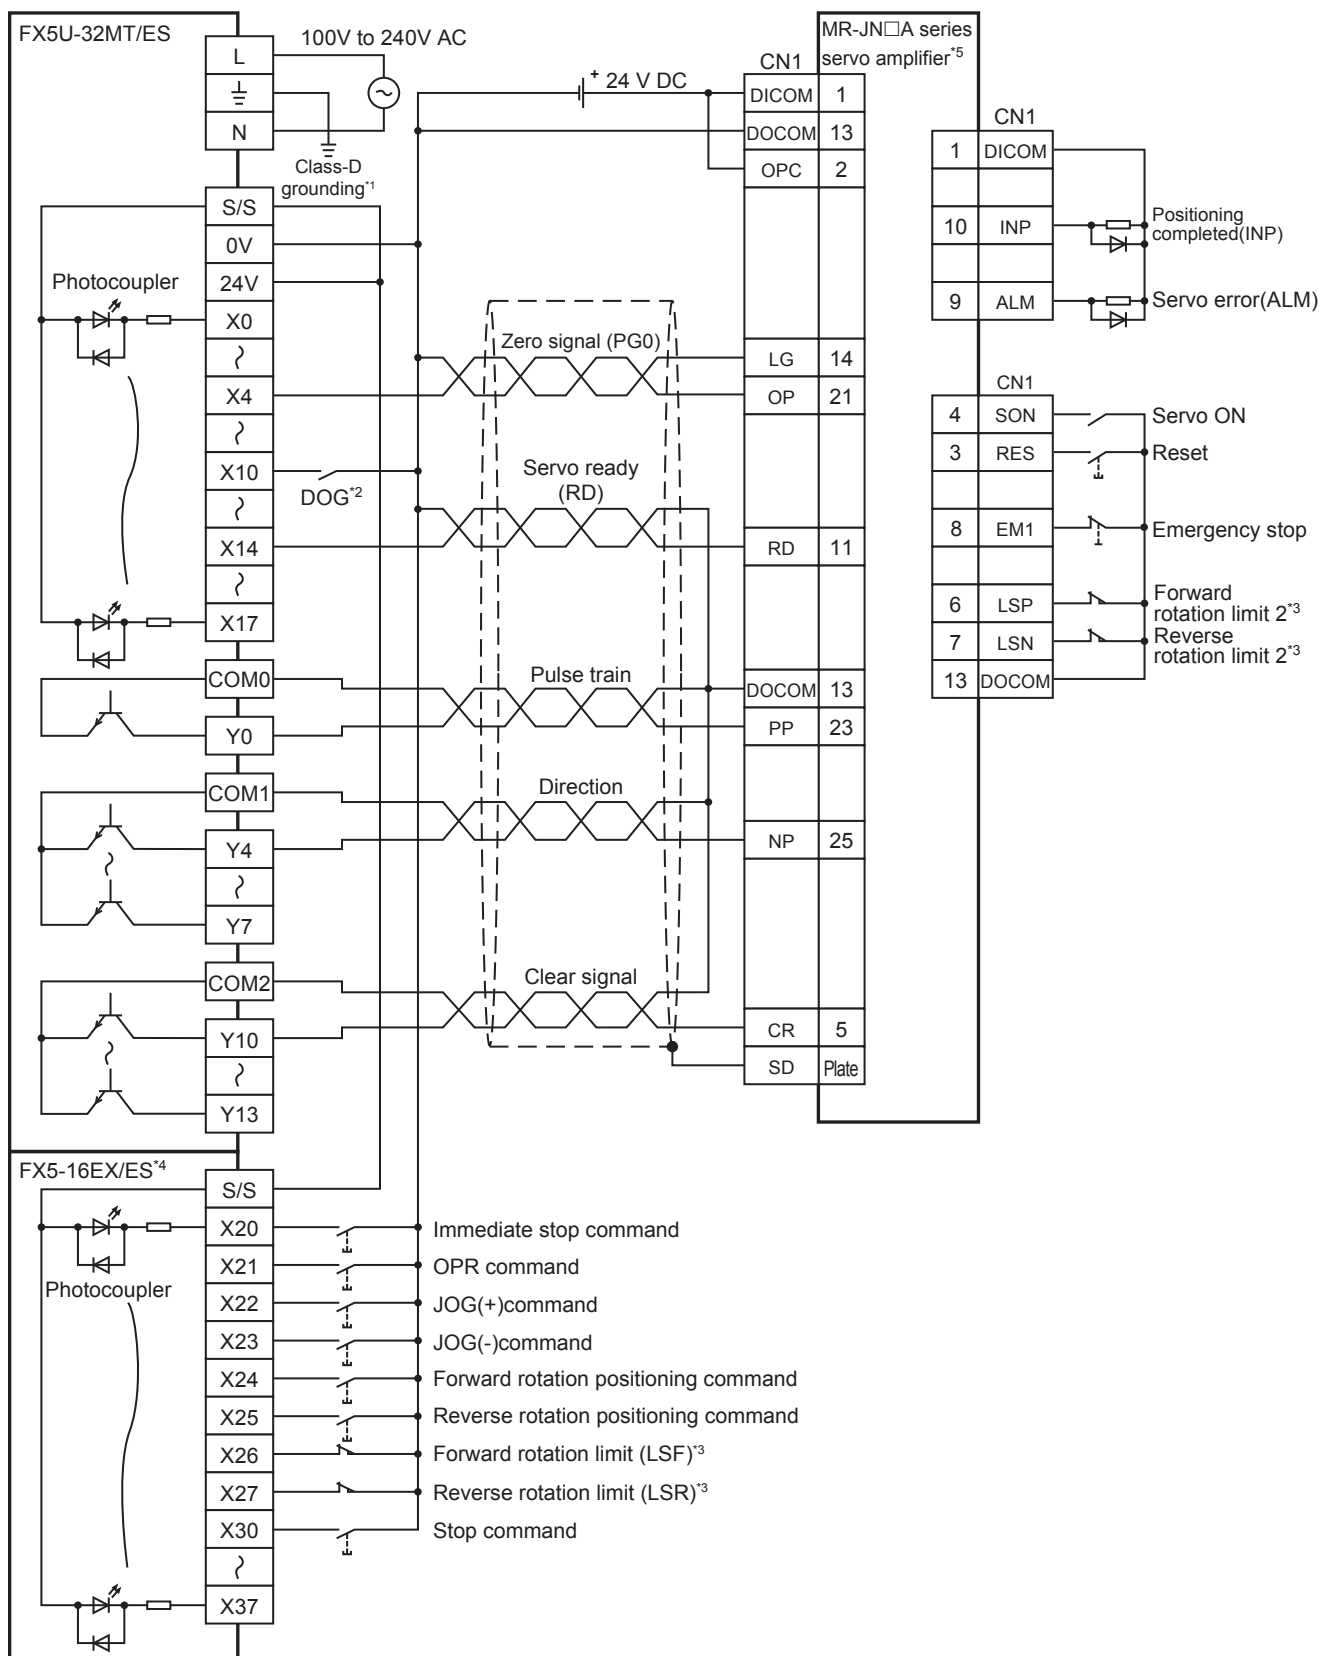 FX5U-32MT/ES
L
N
100V to 240V AC
Class-D
grounding*1
+ 24 V DC
MR-JN□A series
servo amplifier*5
CN1
DICOM 1
DOCOM 13
OPC 2
LG 14
OP 21
RD 11
DOCOM 13
PP 23
NP 25
CR 5
SD Plate
CN1
1 DICOM
10 INP
9 ALM
Positioning
completed(INP)
Servo error(ALM)
CN1
4 SON Servo ON
3 RES Reset
8 EM1 Emergency stop
6 LSP Forward
rotation limit 2*3
7 LSN Reverse
rotation limit 2*3
13 DOCOM
S/S
0V
24V
Photocoupler
X0
X4
X10
X14
X17
DOG*2
Zero signal (PG0)
Servo ready
(RD)
COM0
Y0
Pulse train
COM1
Y4
Y7
Direction
COM2
Y10
Y13
Clear signal
FX5-16EX/ES*4
S/S
Photocoupler
X20 Immediate stop command
X21 OPR command
X22 JOG(+)command
X23 JOG(-)command
X24 Forward rotation positioning command
X25 Reverse rotation positioning command
X26 Forward rotation limit (LSF)*3
X27 Reverse rotation limit (LSR)*3
X30 Stop command
X37